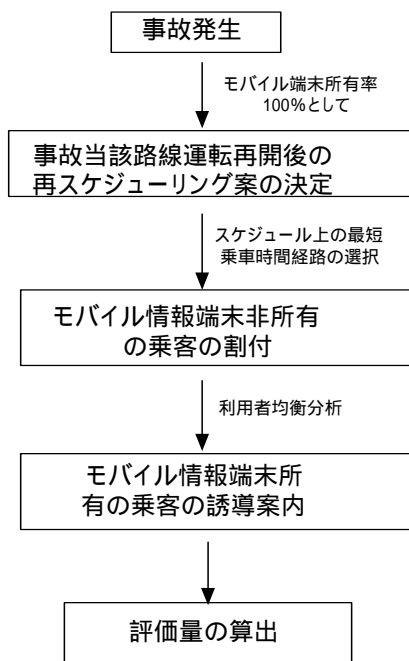 事故発生
モバイル端末所有率
100%として
事故当該路線運転再開後の
再スケジューリング案の決定
スケジュール上の最短
乗車時間経路の選択
モバイル情報端末非所有
の乗客の割付
利用者均衡分析
モバイル情報端末所
有の乗客の誘導案内
評価量の算出